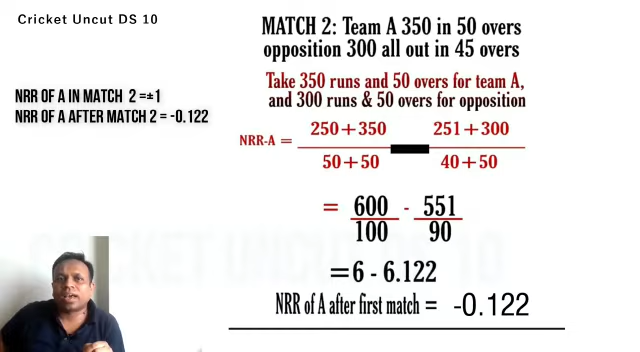 Cricket Uncut DS 10
MATCH 2: Team A 350 in 50 overs
opposition 300 all out in 45 overs
NRR OF A IN MATCH 2 =±1
NRR OF A AFTER MATCH 2 = -0.122
Take 350 runs and 50 overs for team A,
and 300 runs & 50 overs for opposition
250+350 251+300
NRR-A =
50+50 40+50
= 600 - 551
100 90
=6 - 6.122
NRR of A after first match = -0.122